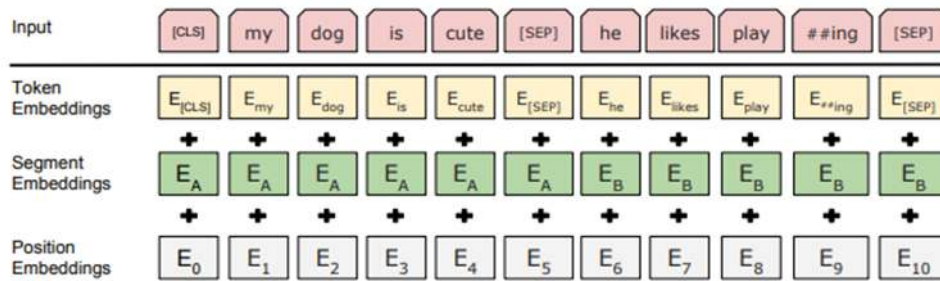 Input [CLS] my dog is cute [SEP] he likes play ##ing [SEP]
Token Embeddings E[CLS] Emy Edog Eis Ecute E[SEP] Ehe Elikes Eplay E##ing E[SEP]
+ + + + + + + + + + +
Segment Embeddings EA EA EA EA EA EA EB EB EB EB EB
+ + + + + + + + + + +
Position Embeddings E0 E1 E2 E3 E4 E5 E6 E7 E8 E9 E10